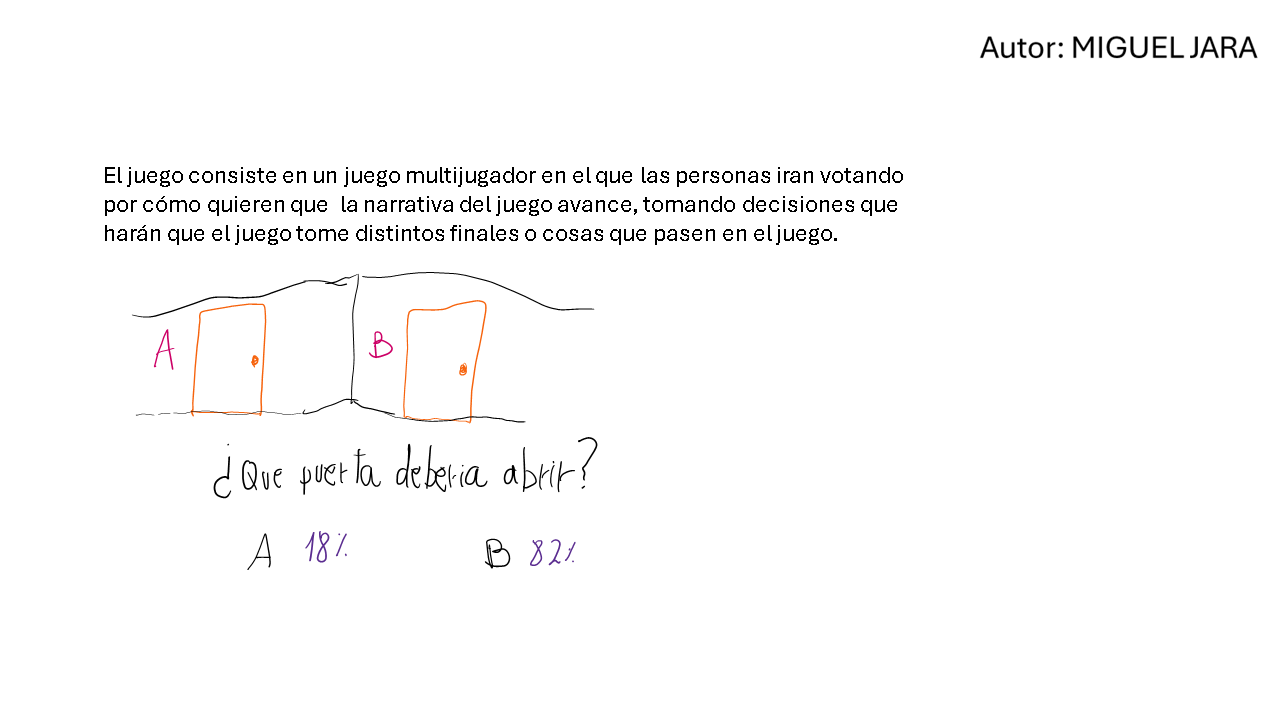 Autor: MIGUEL JARA
El juego consiste en un juego multijugador en el que las personas iran votando
por cómo quieren que la narrativa del juego avance, tomando decisiones que
harán que el juego tome distintos finales o cosas que pasen en el juego.
A B
¿Que puerta deberia abrir?
A 18% B 82%